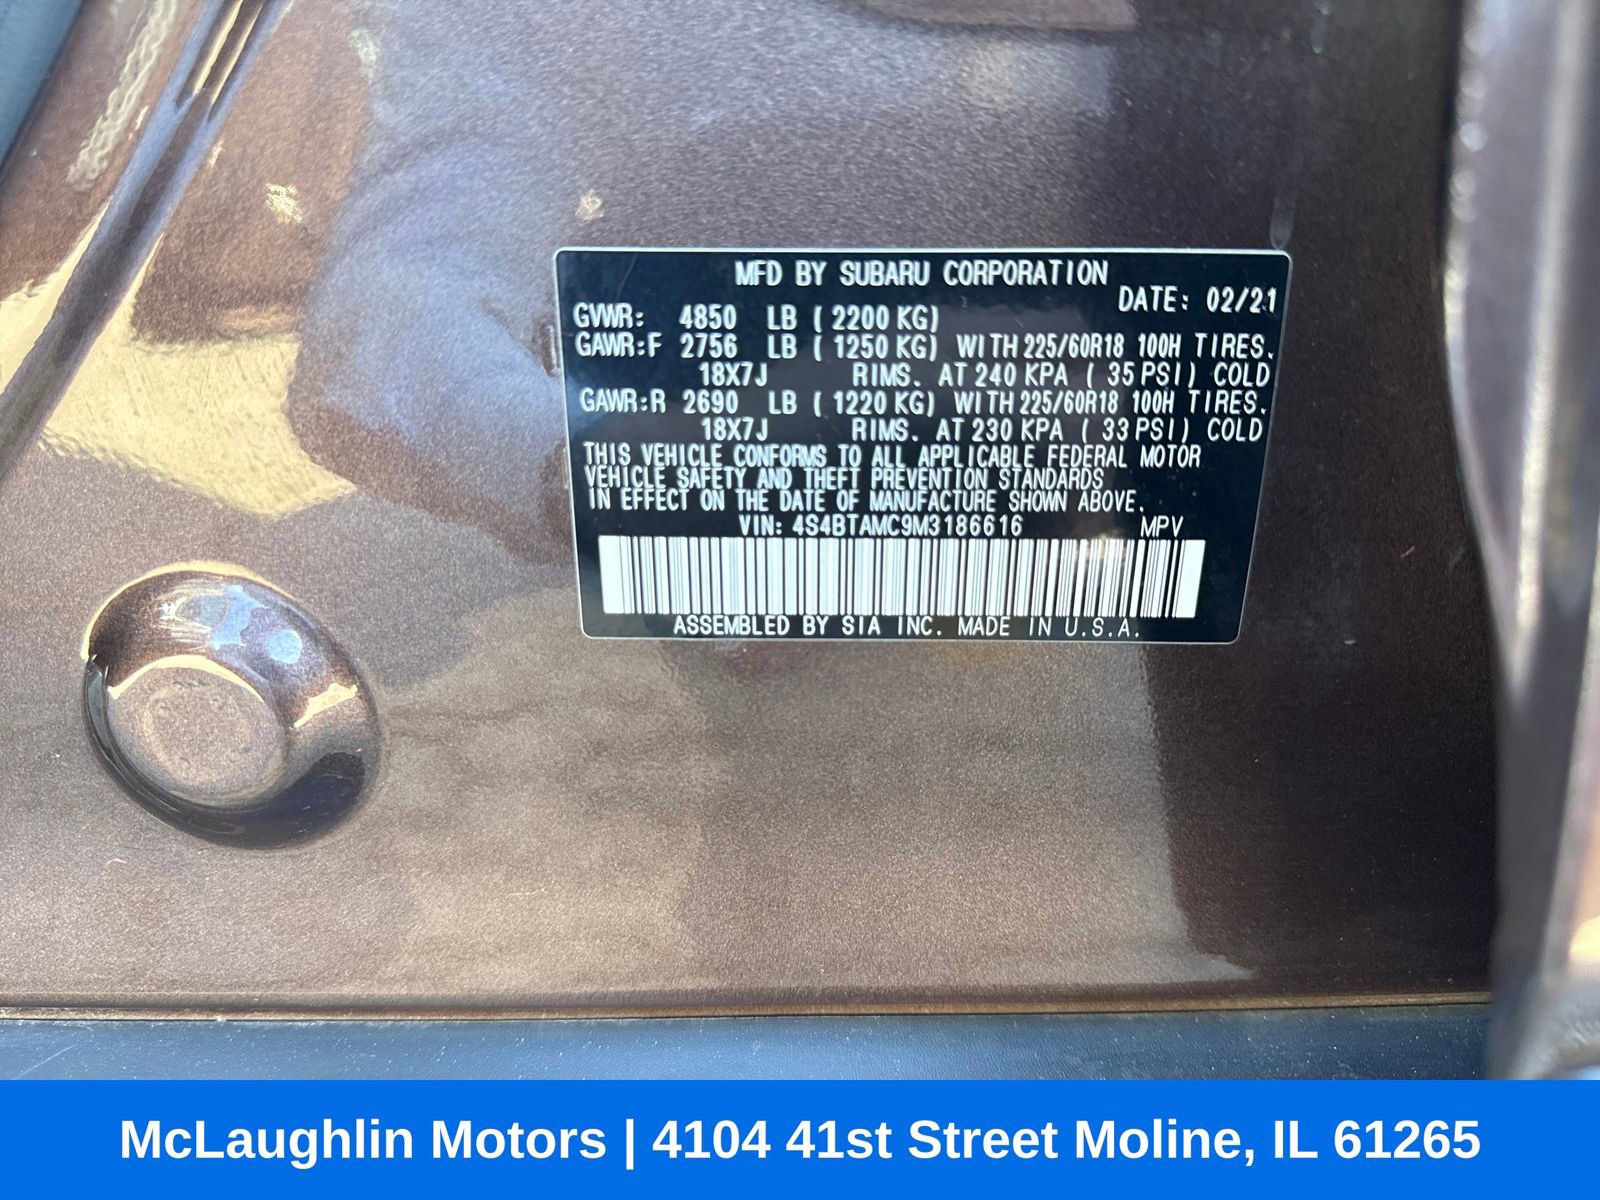 MFD BY SUBARU CORPORATION
DATE: 02/21
GVWR: 4850 LB ( 2200 KG)
GAWR:F 2756 LB ( 1250 KG) WITH 225/60R18 100H TIRES.
18X7J RIMS. AT 240 KPA ( 35 PSI) COLD
GAWR:R 2690 LB ( 1220 KG) WITH 225/60R18 100H TIRES.
18X7J RIMS. AT 230 KPA ( 33 PSI) COLD
THIS VEHICLE CONFORMS TO ALL APPLICABLE FEDERAL MOTOR
VEHICLE SAFETY AND THEFT PREVENTION STANDARDS
IN EFFECT ON THE DATE OF MANUFACTURE SHOWN ABOVE.
VIN: 4S4BTAMC9M3186616 MPV
ASSEMBLED BY SIA INC. MADE IN U.S.A.
McLaughlin Motors | 4104 41st Street Moline, IL 61265